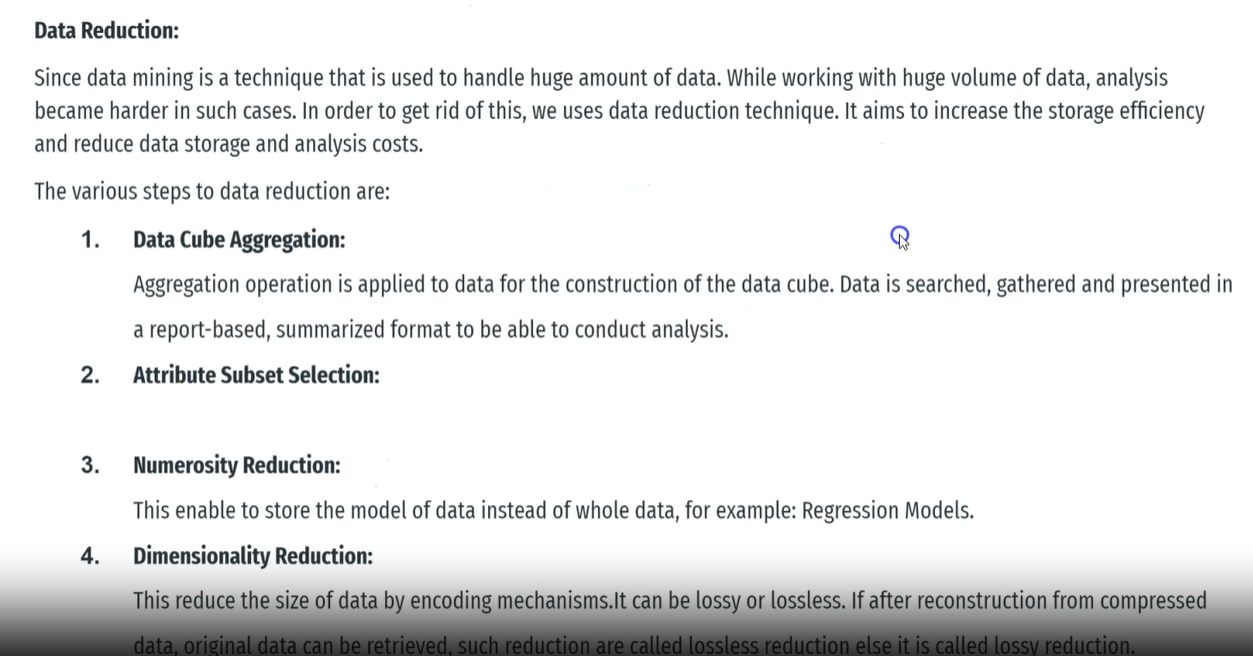 Data Reduction:
Since data mining is a technique that is used to handle huge amount of data. While working with huge volume of data, analysis
became harder in such cases. In order to get rid of this, we uses data reduction technique. It aims to increase the storage efficiency
and reduce data storage and analysis costs.
The various steps to data reduction are:
1. Data Cube Aggregation:
Aggregation operation is applied to data for the construction of the data cube. Data is searched, gathered and presented in
a report-based, summarized format to be able to conduct analysis.
2. Attribute Subset Selection:
3. Numerosity Reduction:
This enable to store the model of data instead of whole data, for example: Regression Models.
4. Dimensionality Reduction:
This reduce the size of data by encoding mechanisms.It can be lossy or lossless. If after reconstruction from compressed
data, original data can be retrieved, such reduction are called lossless reduction else it is called lossy reduction.